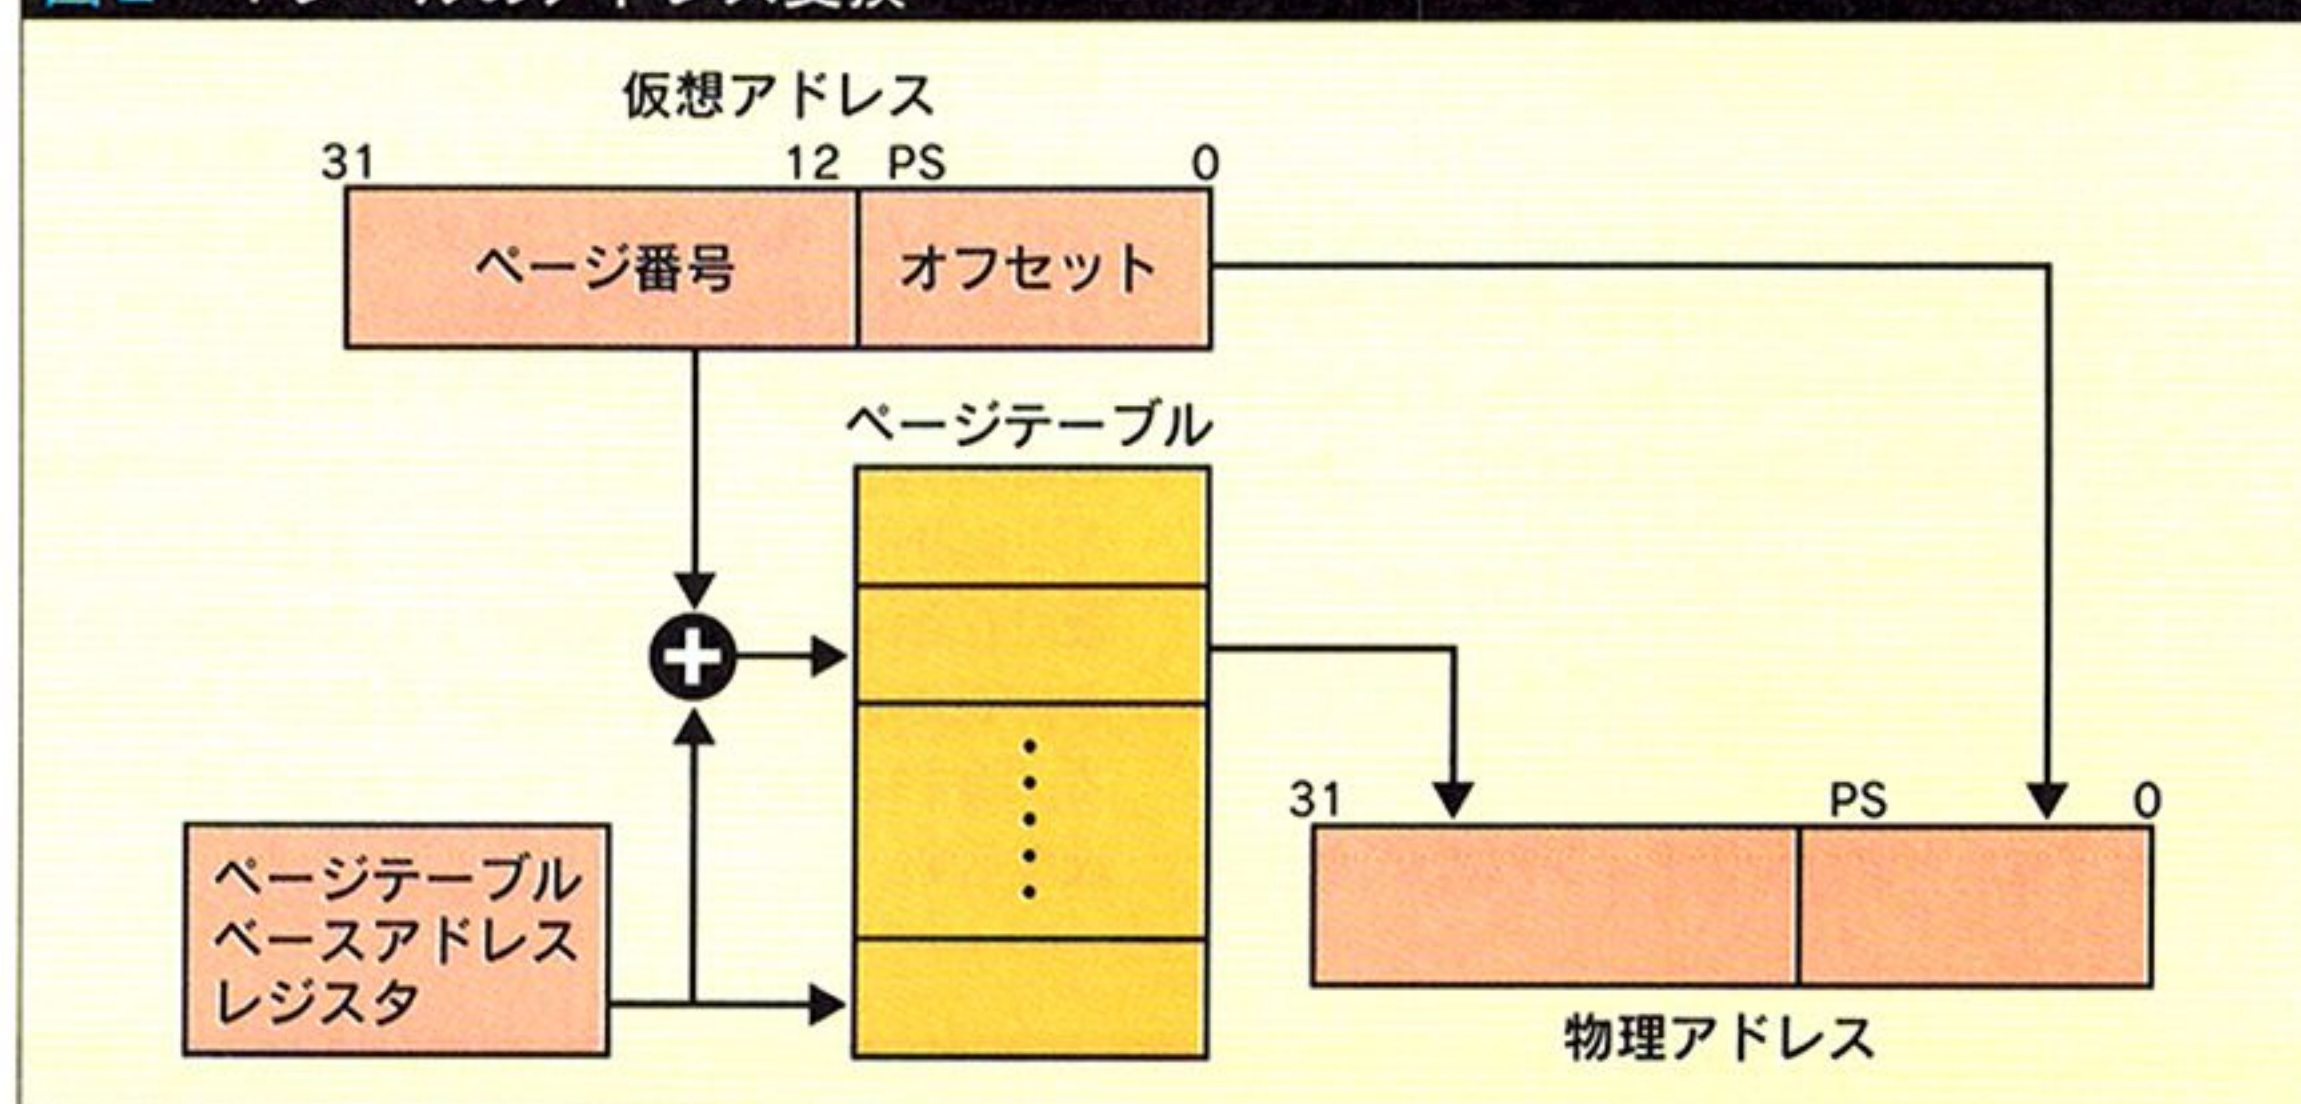 仮想アドレス
31 12 PS 0
ページ番号 オフセット
ページテーブル
31 PS 0
ページテーブル
ベースアドレス
レジスタ
物理アドレス